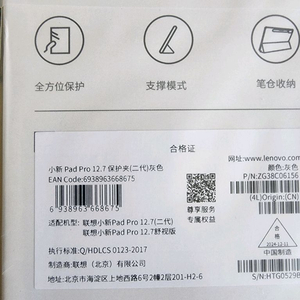 全方位保护
支撑模式
笔仓收纳
合格证
小新 Pad Pro 12.7 保护夹(二代)灰色
EAN Code:6938963668675
6 938963 668675
适配机型: 联想小新Pad Pro 12.7(二代)
联想小新Pad Pro 12.7舒视版
执行标准: Q/HDLCS 0123-2017
制造商: 联想（北京）有限公司
地址: 北京市海淀区上地西路6号2幢2层201-H2-6
尊享服务
专属权益
网址:www.lenovo.com
颜色:灰色
P/N:ZG38C06156
(4L)Origin:(CN)
合格
2024-12-11
中国制造
S/N:HTG0529B